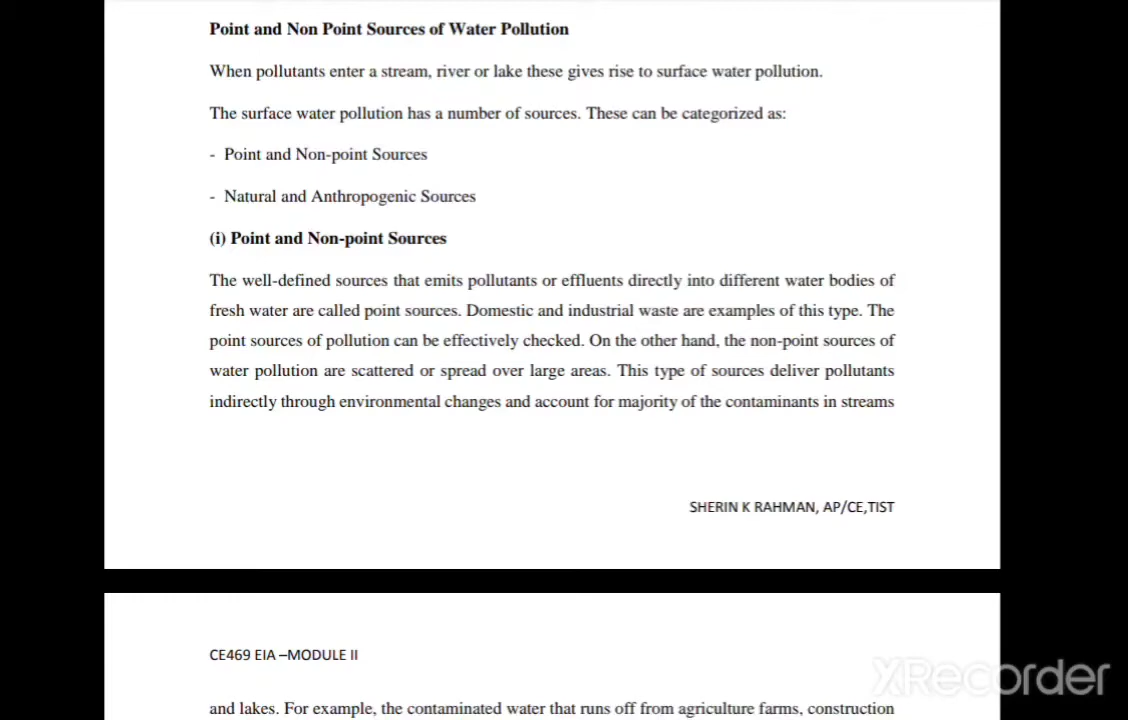 Point and Non Point Sources of Water Pollution
When pollutants enter a stream, river or lake these gives rise to surface water pollution.
The surface water pollution has a number of sources. These can be categorized as:
- Point and Non-point Sources
- Natural and Anthropogenic Sources
(i) Point and Non-point Sources
The well-defined sources that emits pollutants or effluents directly into different water bodies of
fresh water are called point sources. Domestic and industrial waste are examples of this type. The
point sources of pollution can be effectively checked. On the other hand, the non-point sources of
water pollution are scattered or spread over large areas. This type of sources deliver pollutants
indirectly through environmental changes and account for majority of the contaminants in streams
SHERIN K RAHMAN, AP/CE,TIST
CE469 EIA –MODULE II
XRecorder
and lakes. For example, the contaminated water that runs off from agriculture farms, construction